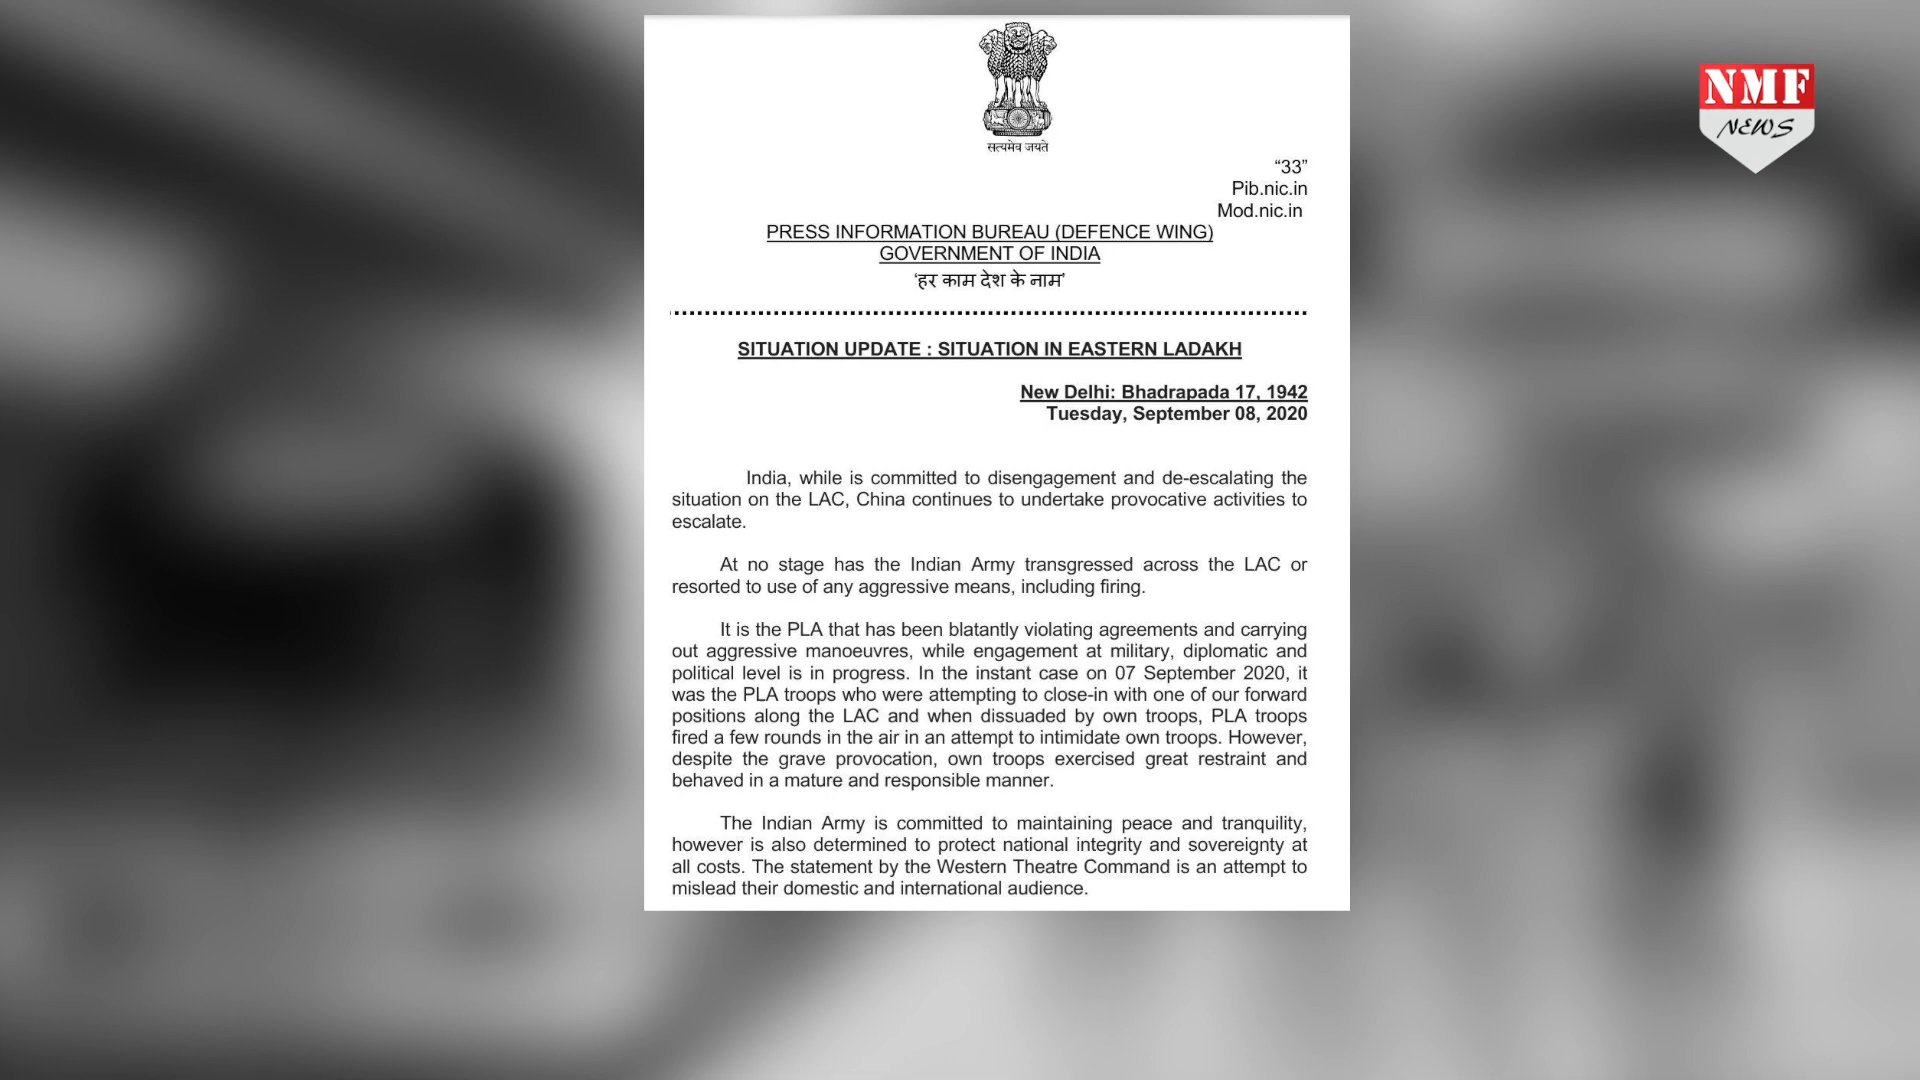 सत्यमेव जयते
NMF
NEWS
“33”
Pib.nic.in
Mod.nic.in
PRESS INFORMATION BUREAU (DEFENCE WING)
GOVERNMENT OF INDIA
‘हर काम देश के नाम’
SITUATION UPDATE : SITUATION IN EASTERN LADAKH
New Delhi: Bhadrapada 17, 1942
Tuesday, September 08, 2020
India, while is committed to disengagement and de-escalating the
situation on the LAC, China continues to undertake provocative activities to
escalate.
At no stage has the Indian Army transgressed across the LAC or
resorted to use of any aggressive means, including firing.
It is the PLA that has been blatantly violating agreements and carrying
out aggressive manoeuvres, while engagement at military, diplomatic and
political level is in progress. In the instant case on 07 September 2020, it
was the PLA troops who were attempting to close-in with one of our forward
positions along the LAC and when dissuaded by own troops, PLA troops
fired a few rounds in the air in an attempt to intimidate own troops. However,
despite the grave provocation, own troops exercised great restraint and
behaved in a mature and responsible manner.
The Indian Army is committed to maintaining peace and tranquility,
however is also determined to protect national integrity and sovereignty at
all costs. The statement by the Western Theatre Command is an attempt to
mislead their domestic and international audience.